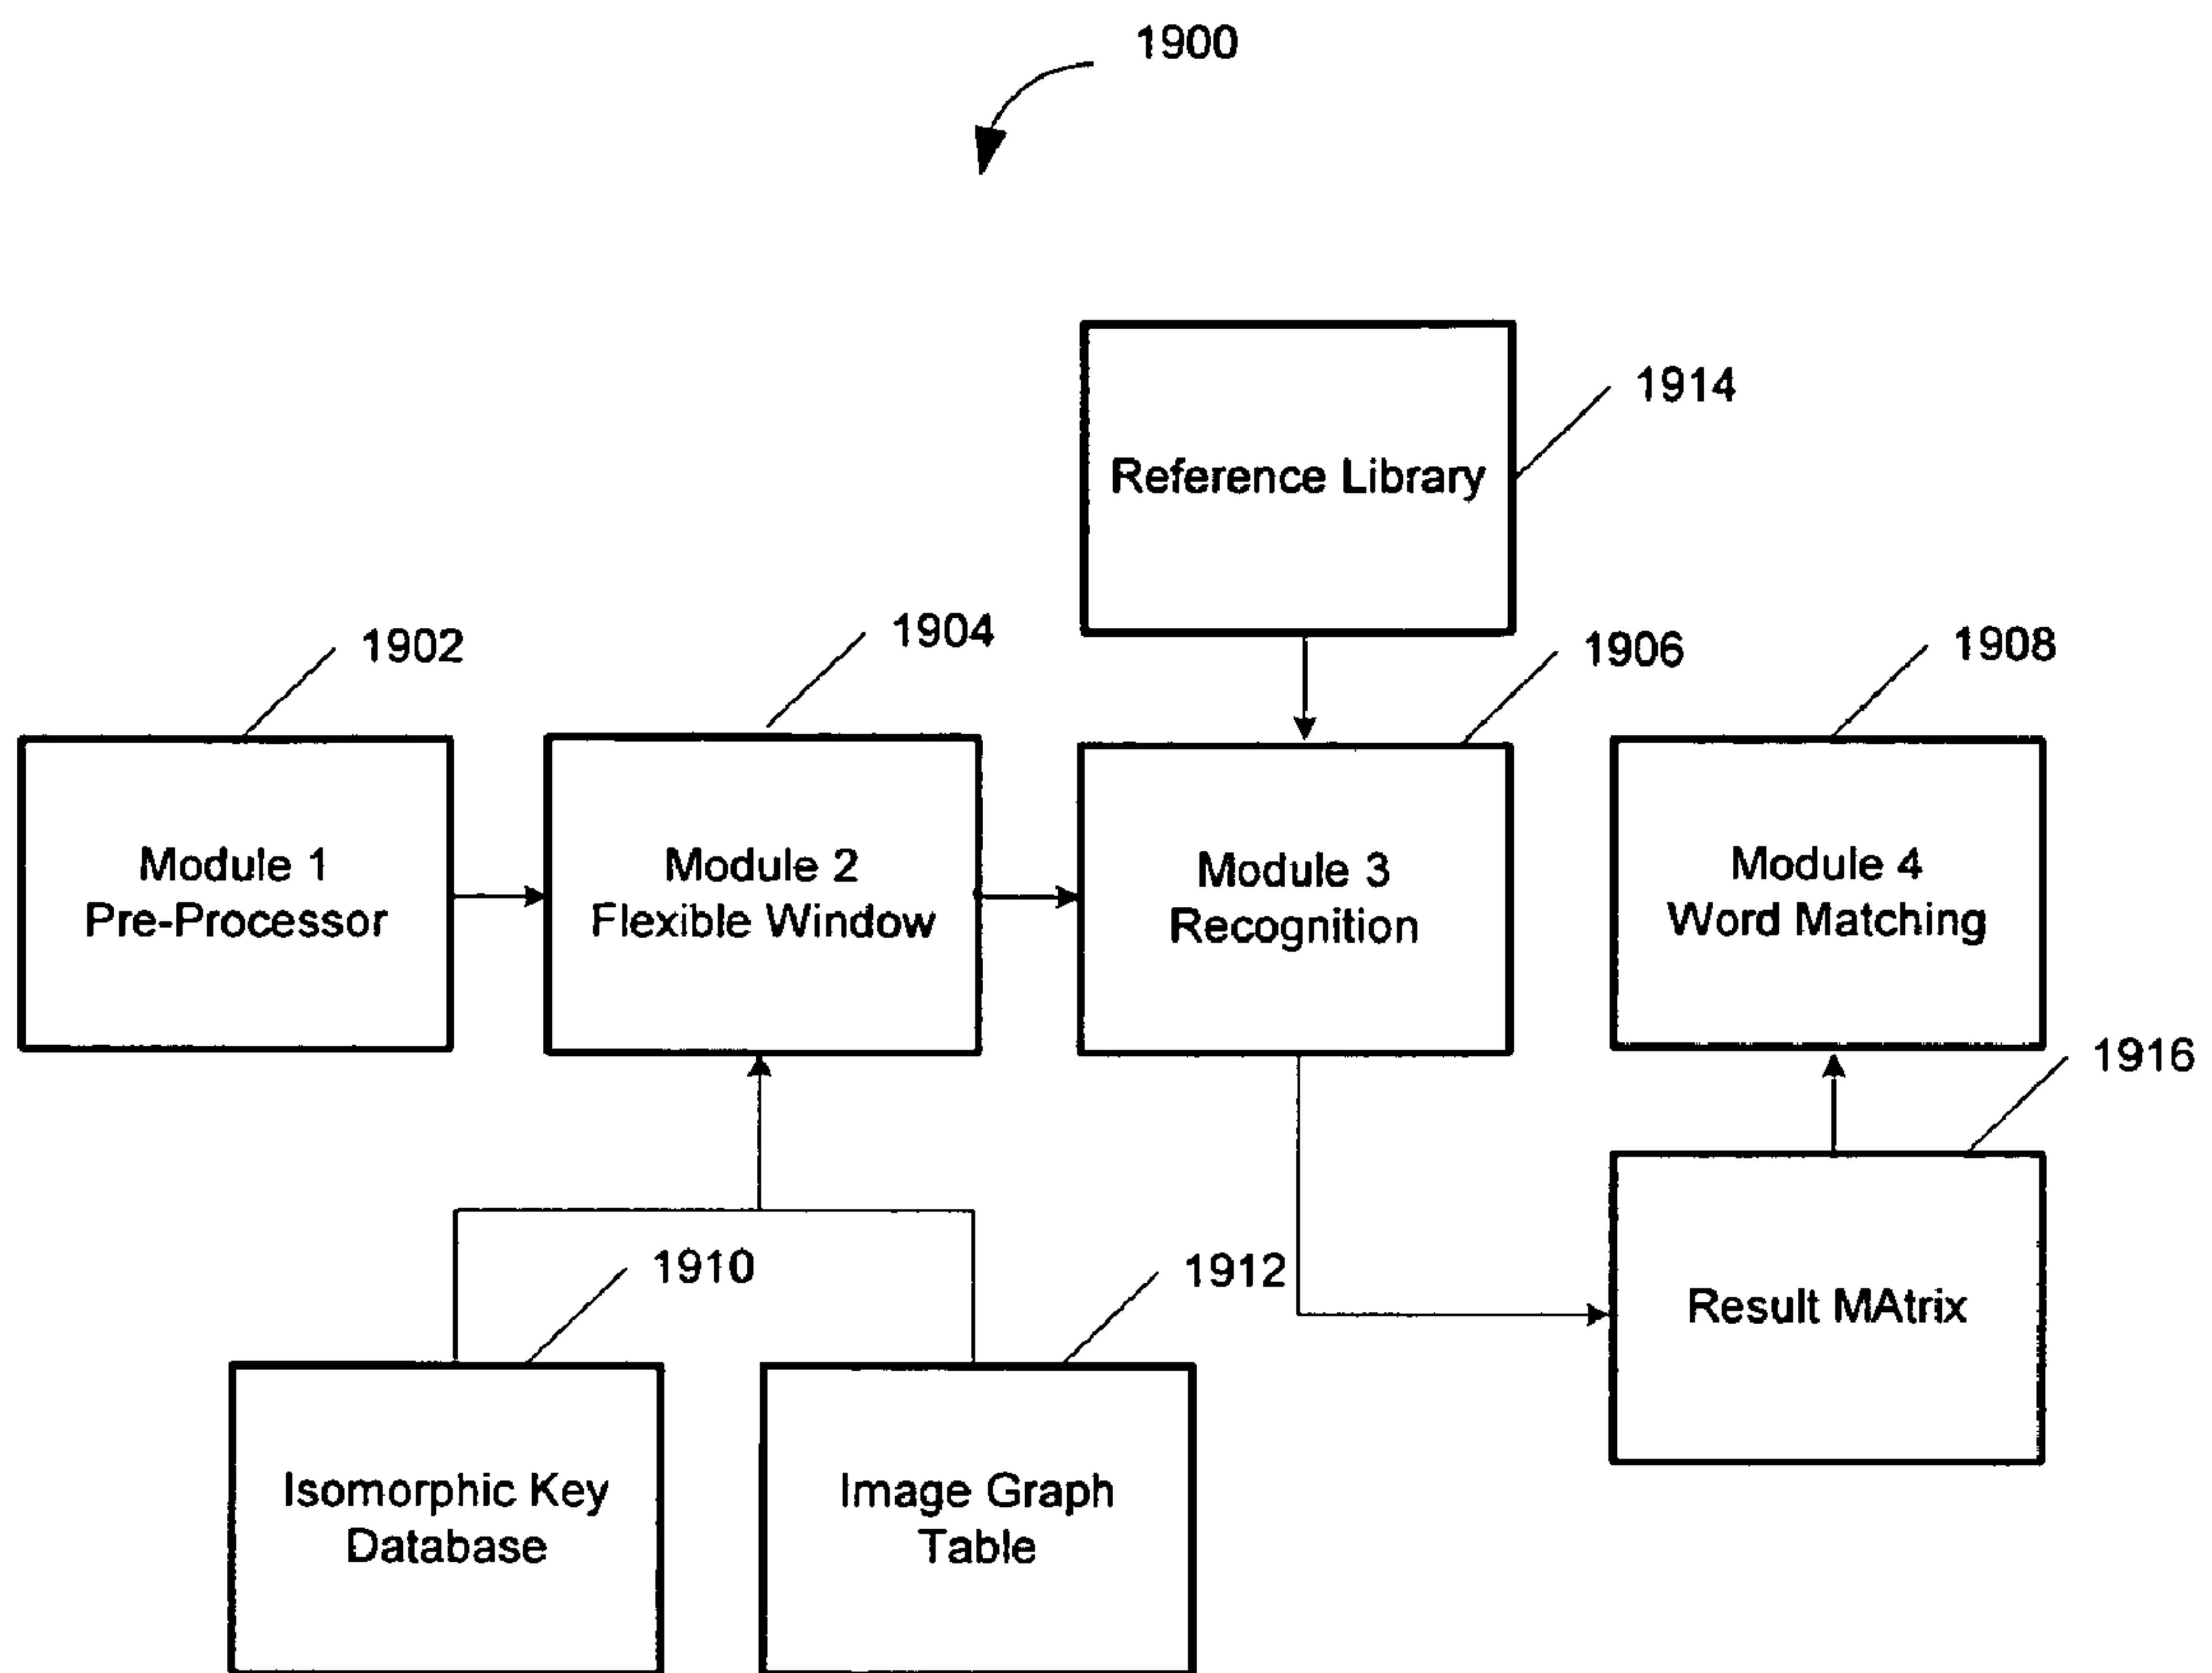 1900
1914
Reference Library
1902
1904
1906
1908
Module 1
Pre-Processor
Module 2
Flexible Window
Module 3
Recognition
Module 4
Word Matching
1916
1910
1912
Result MAtrix
Isomorphic Key
Database
Image Graph
Table